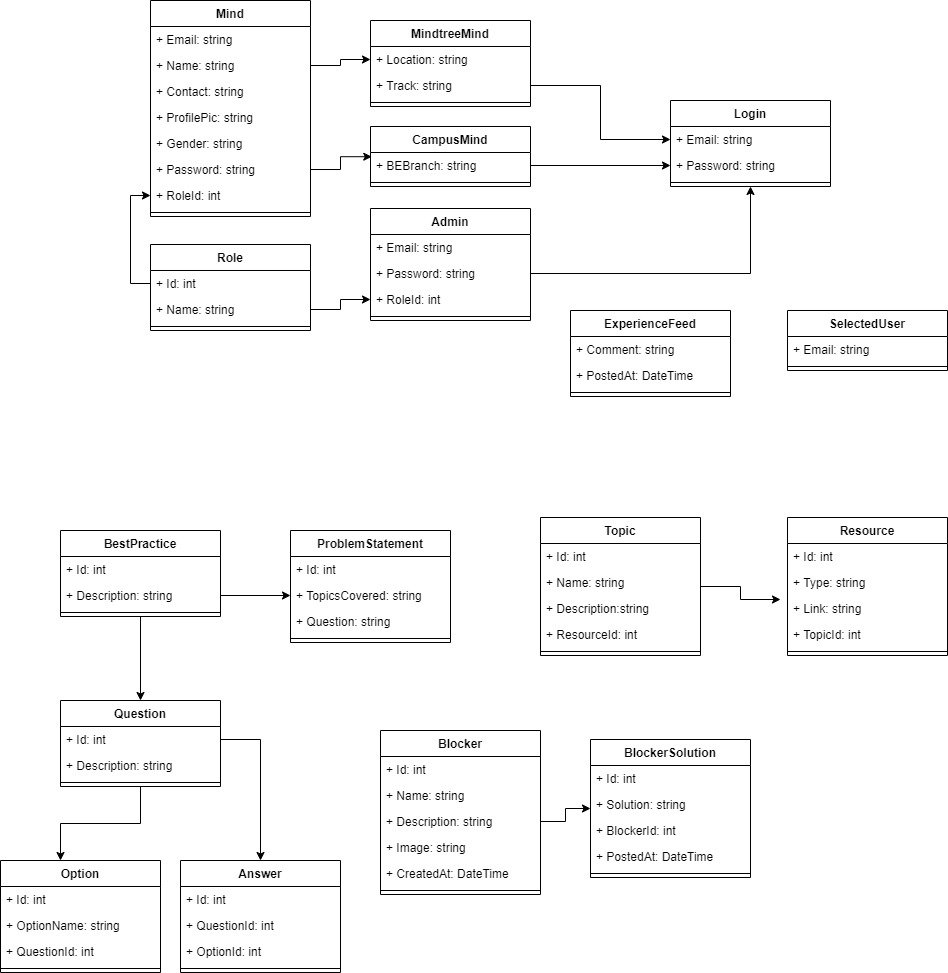 Mind
+ Email: string
+ Name: string
+ Contact: string
+ ProfilePic: string
+ Gender: string
+ Password: string
+ RoleId: int
MindtreeMind
+ Location: string
+ Track: string
CampusMind
+ BEBranch: string
Login
+ Email: string
+ Password: string
Role
+ Id: int
+ Name: string
Admin
+ Email: string
+ Password: string
+ RoleId: int
ExperienceFeed
+ Comment: string
+ PostedAt: DateTime
SelectedUser
+ Email: string
BestPractice
+ Id: int
+ Description: string
ProblemStatement
+ Id: int
+ TopicsCovered: string
+ Question: string
Topic
+ Id: int
+ Name: string
+ Description:string
+ ResourceId: int
Resource
+ Id: int
+ Type: string
+ Link: string
+ TopicId: int
Question
+ Id: int
+ Description: string
Blocker
+ Id: int
+ Name: string
+ Description: string
+ Image: string
+ CreatedAt: DateTime
BlockerSolution
+ Id: int
+ Solution: string
+ BlockerId: int
+ PostedAt: DateTime
Option
+ Id: int
+ OptionName: string
+ QuestionId: int
Answer
+ Id: int
+ QuestionId: int
+ OptionId: int